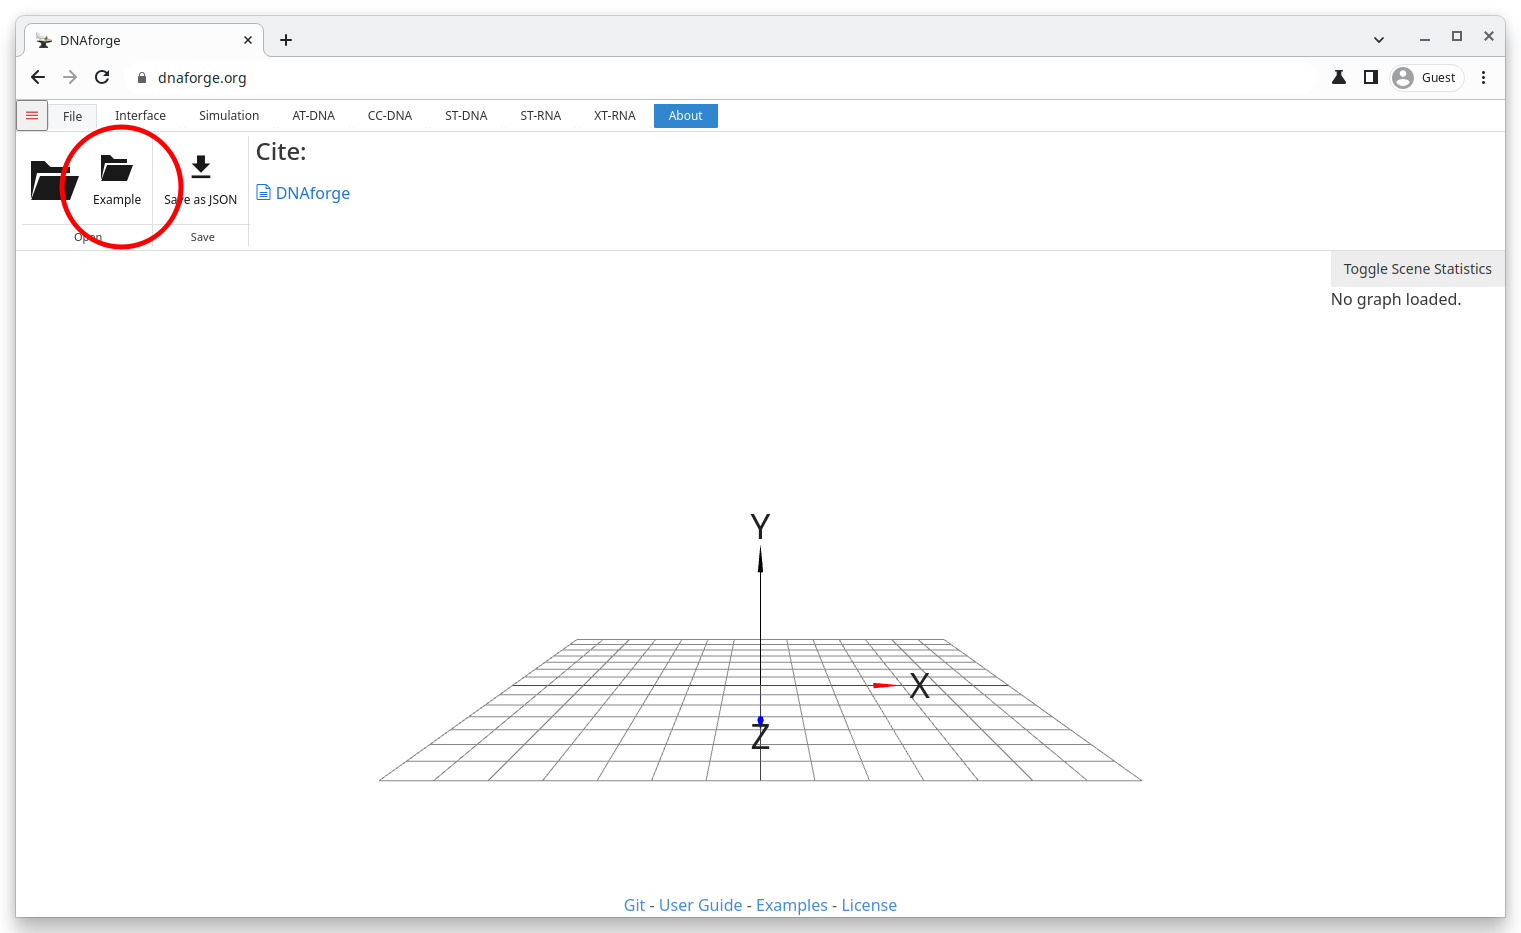 DNAforge
dnaforge.org
Guest
File Interface Simulation AT-DNA CC-DNA ST-DNA ST-RNA XT-RNA About
Cite:
DNAforge
Example
Save as JSON
Open
Save
Toggle Scene Statistics
No graph loaded.
Y
X
Z
Git - User Guide - Examples - License